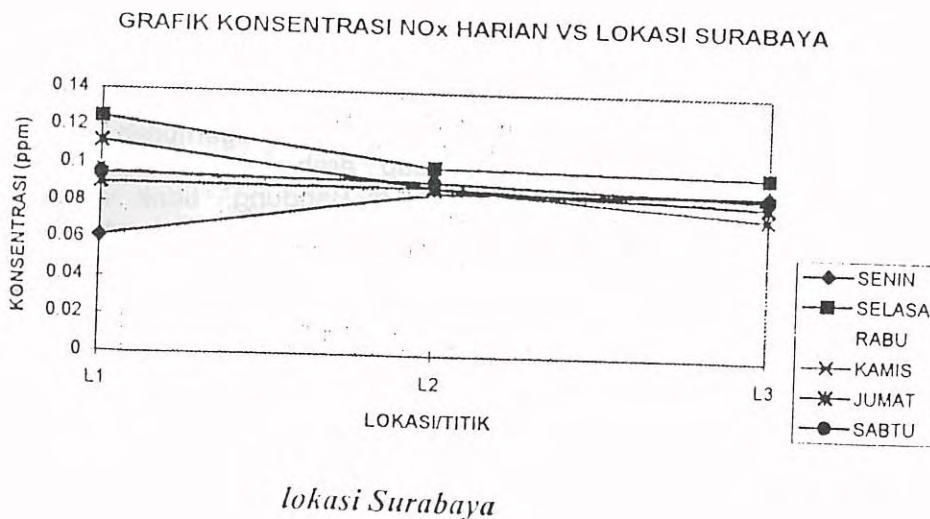 GRAFIK KONSENTRASI NOx HARIAN VS LOKASI SURABAYA
KONSENTRASI (ppm)
0.14
0.12
0.1
0.08
0.06
0.04
0.02
0
L1
L2
L3
LOKASI/TITIK
SENIN
SELASA
RABU
KAMIS
JUMAT
SABTU
lokasi Surabaya